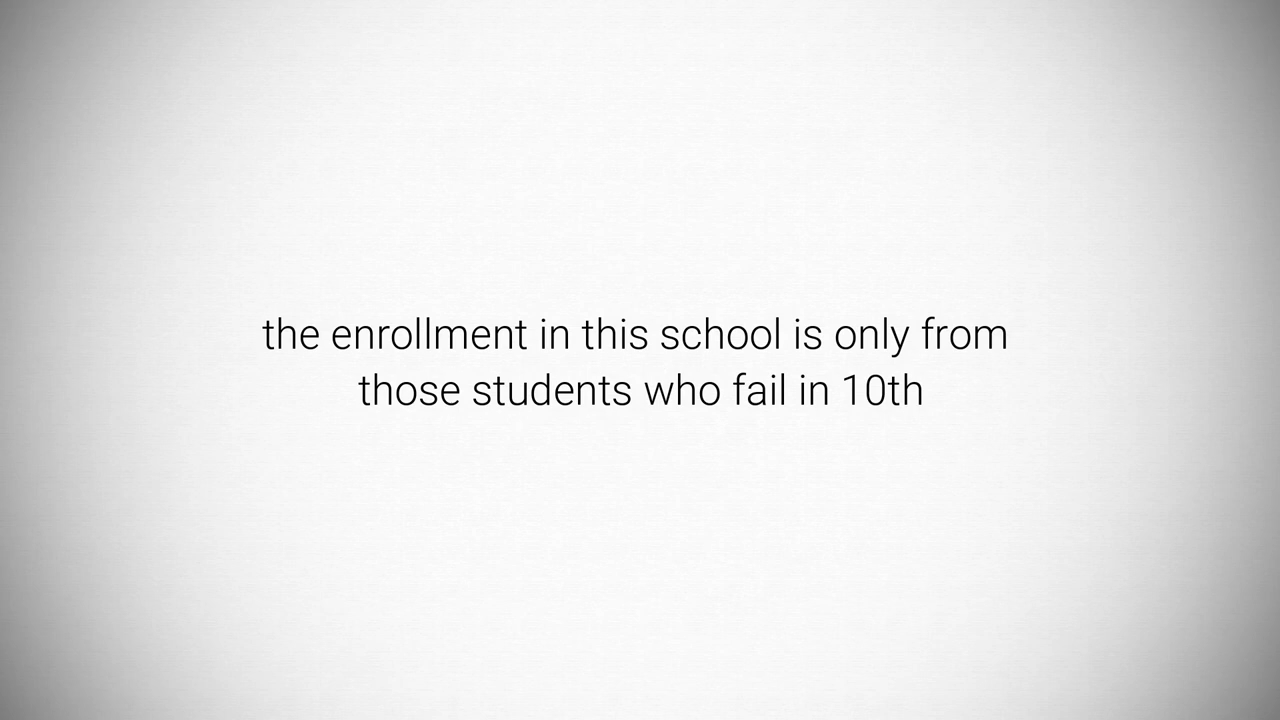 the enrollment in this school is only from
those students who fail in 10th